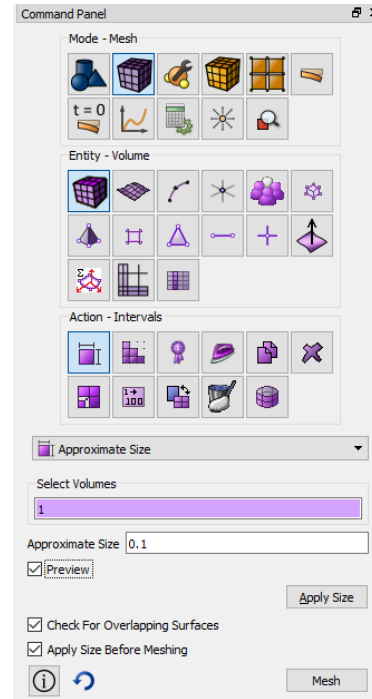 Command Panel
Mode - Mesh
t = 0
Entity - Volume
Action - Intervals
1→
100
Approximate Size
Select Volumes
1
Approximate Size 0.1
Preview
Apply Size
Check For Overlapping Surfaces
Apply Size Before Meshing
Mesh